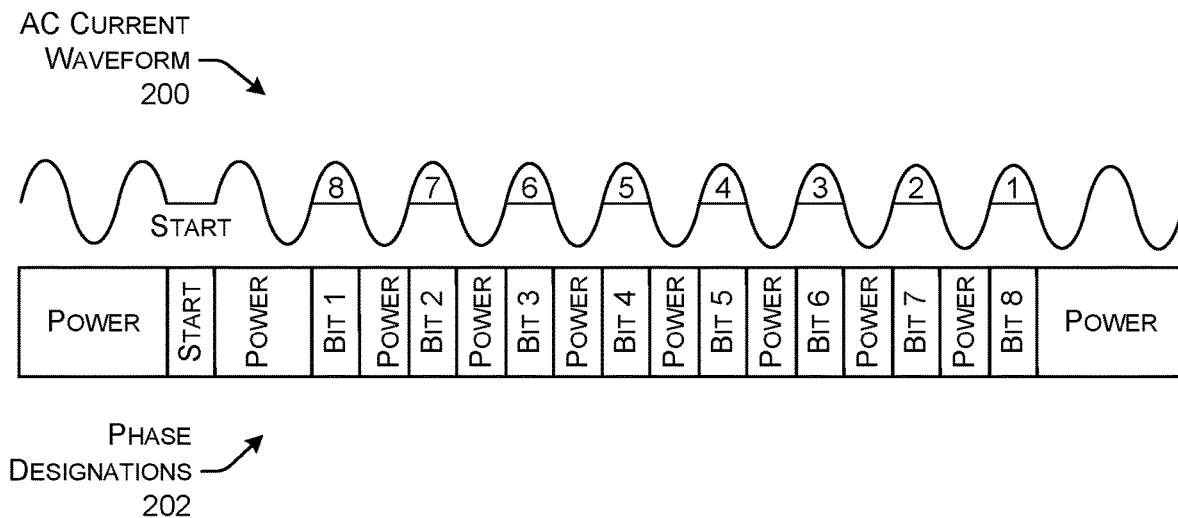 AC CURRENT
WAVEFORM
200
8 7 6 5 4 3 2 1
START
POWER START POWER BIT 1 POWER BIT 2 POWER BIT 3 POWER BIT 4 POWER BIT 5 POWER BIT 6 POWER BIT 7 POWER BIT 8 POWER
PHASE
DESIGNATIONS
202